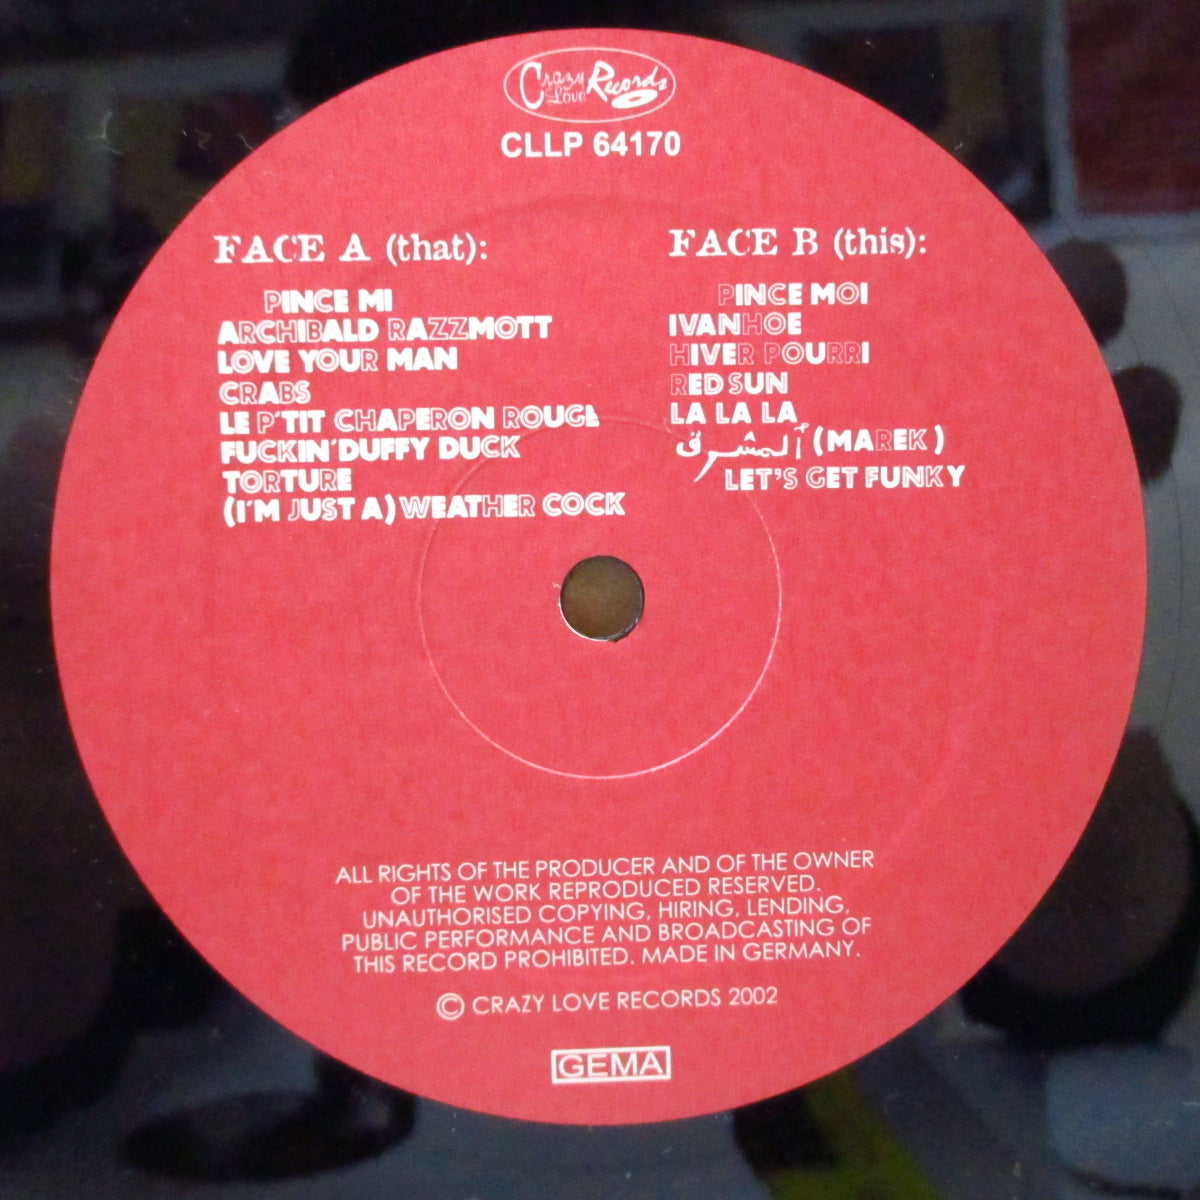 Crazy Love Records
CLLP 64170
FACE A (that):
PINCE MI
ARCHIBALD RAZZMOTT
LOVE YOUR MAN
CRABS
LE P'TIT CHAPERON ROUGE
FUCKIN'DUFFY DUCK
TORTURE
(I'M JUST A) WEATHER COCK
FACE B (this):
PINCE MOI
IVANHOE
HIVER POURRI
RED SUN
LA LA LA
المشرق (MAREK)
LET'S GET FUNKY
ALL RIGHTS OF THE PRODUCER AND OF THE OWNER
OF THE WORK REPRODUCED RESERVED.
UNAUTHORISED COPYING, HIRING, LENDING,
PUBLIC PERFORMANCE AND BROADCASTING OF
THIS RECORD PROHIBITED. MADE IN GERMANY.
© CRAZY LOVE RECORDS 2002
GEMA